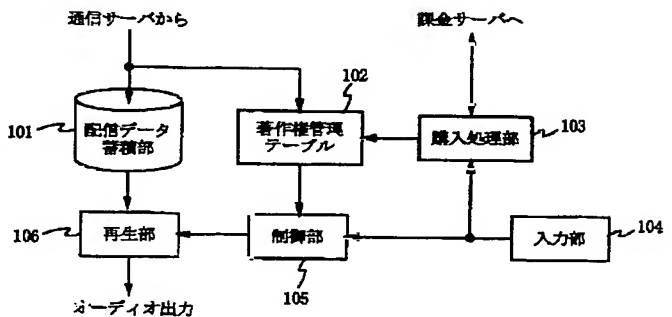 通信サーバから
課金サーバへ
102
101
配信データ
蓄積部
著作権管理
テーブル
購入処理部
103
106
再生部
制御部
入力部
104
105
オーディオ出力